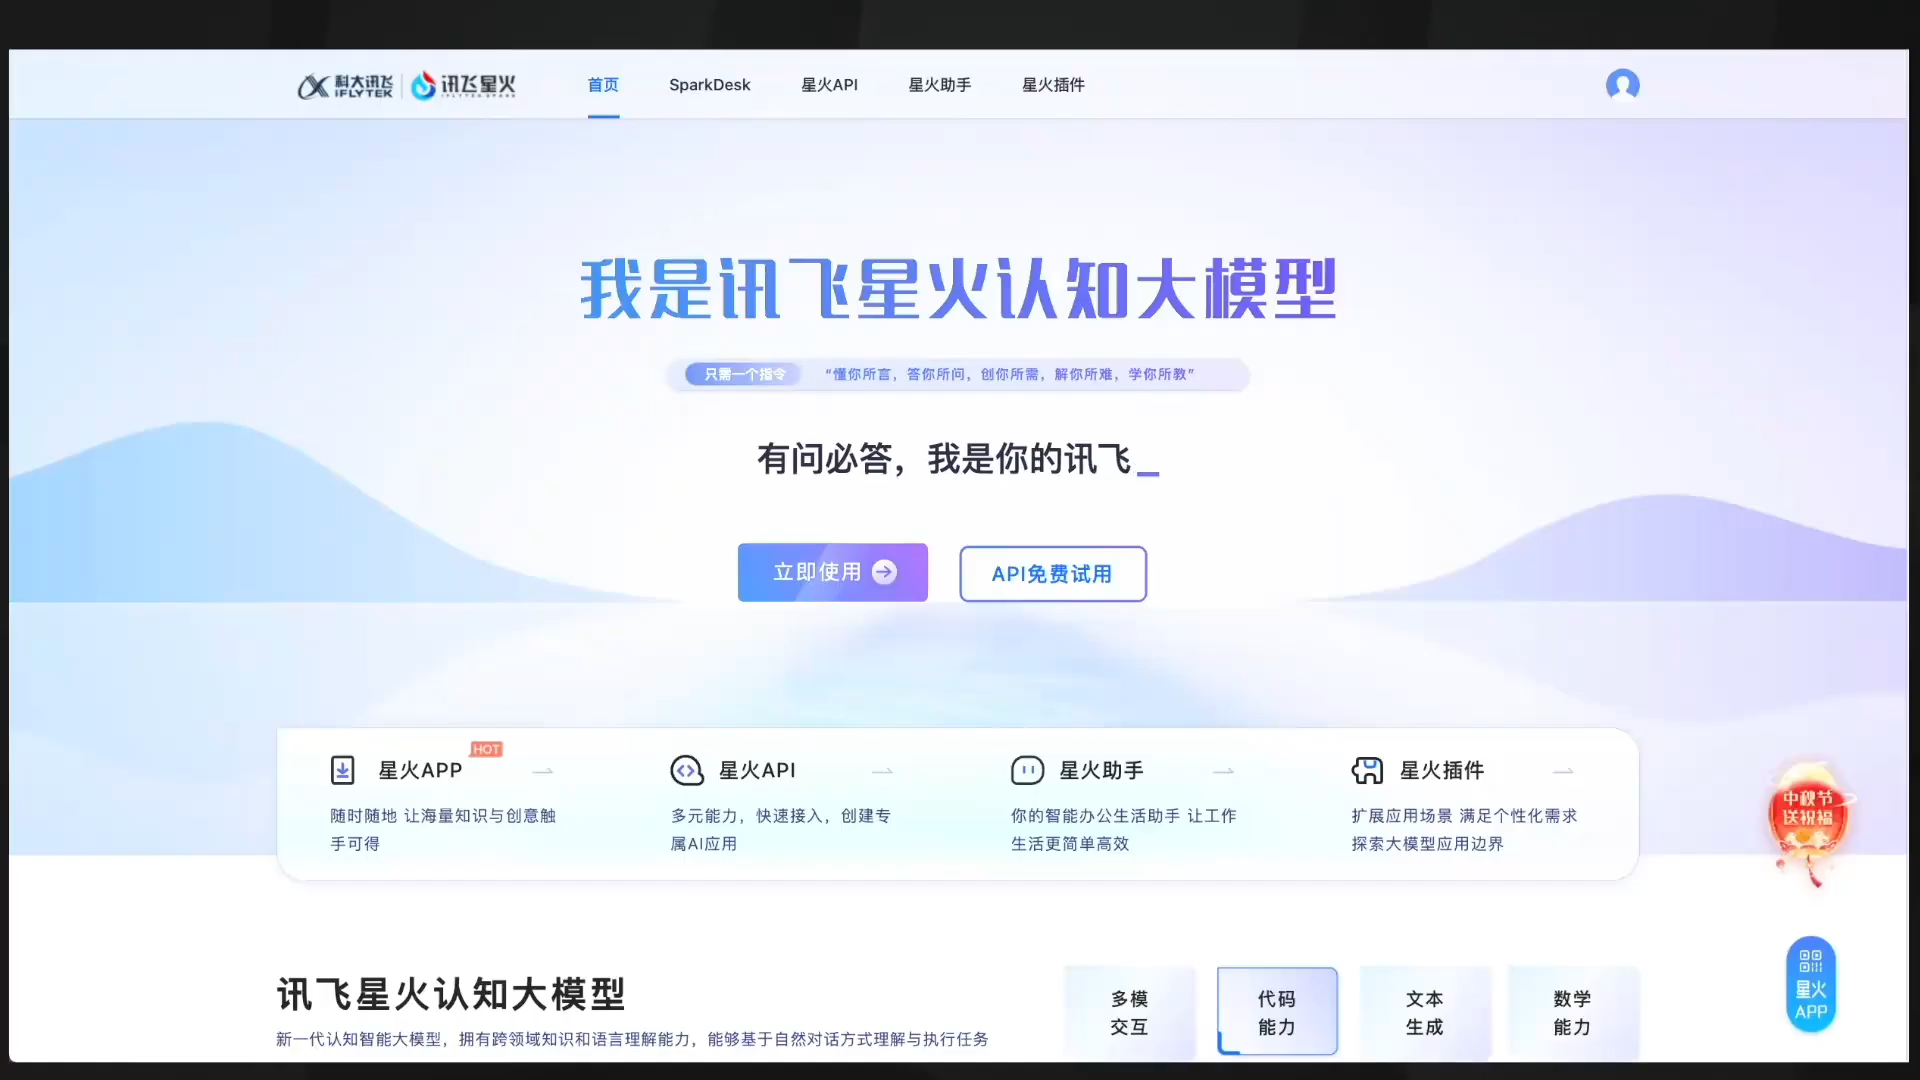 科大讯飞
iFLYTEK
讯飞星火
首页
SparkDesk
星火API
星火助手
星火插件
我是讯飞星火认知大模型
只需一个指令
“懂你所言，答你所问，创你所需，解你所难，学你所教”
有问必答，我是你的讯飞_
立即使用
API免费试用
星火APP
HOT
随时随地 让海量知识与创意触
手可得
星火API
多元能力，快速接入，创建专
属AI应用
星火助手
你的智能办公生活助手 让工作
生活更简单高效
星火插件
扩展应用场景 满足个性化需求
探索大模型应用边界
中秋节
送祝福
讯飞星火认知大模型
新一代认知智能大模型，拥有跨领域知识和语言理解能力，能够基于自然对话方式理解与执行任务
多模
交互
代码
能力
文本
生成
数学
能力
星火
APP